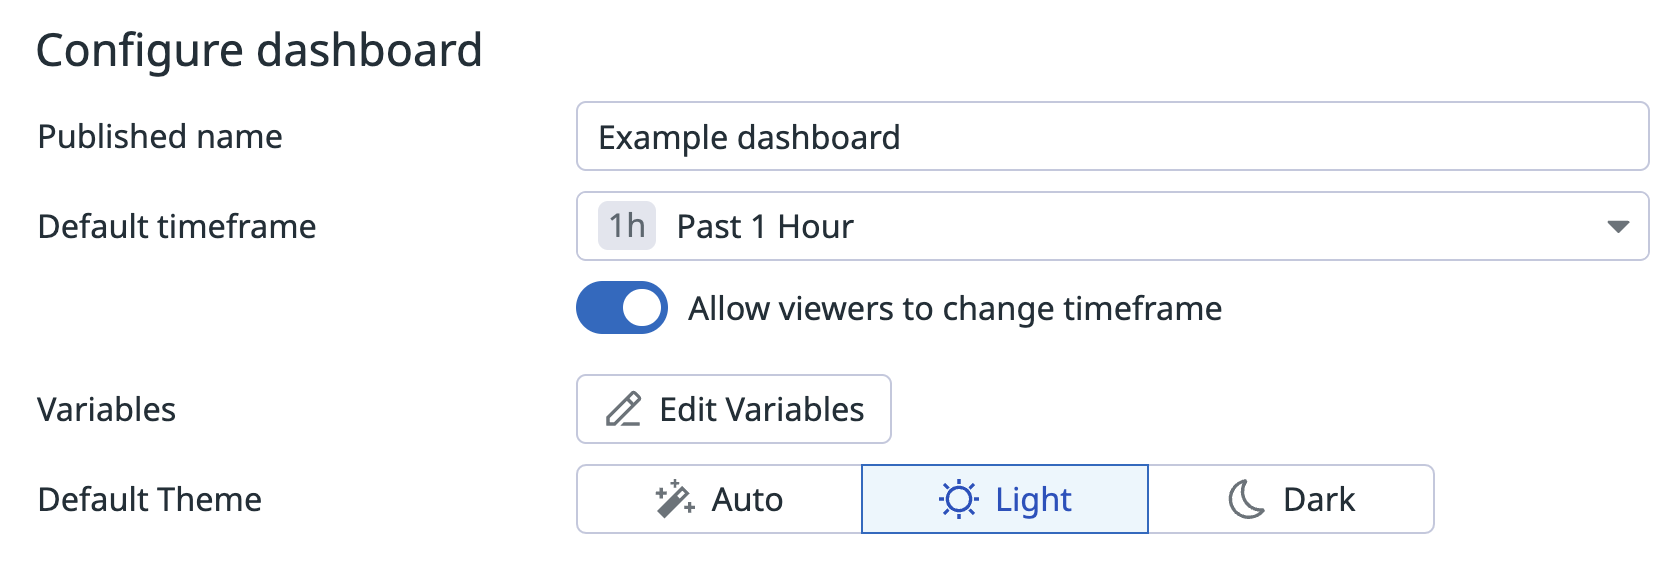 Configure dashboard
Published name
Example dashboard
Default timeframe
1h Past 1 Hour
Allow viewers to change timeframe
Variables
Edit Variables
Default Theme
Auto
Light
Dark